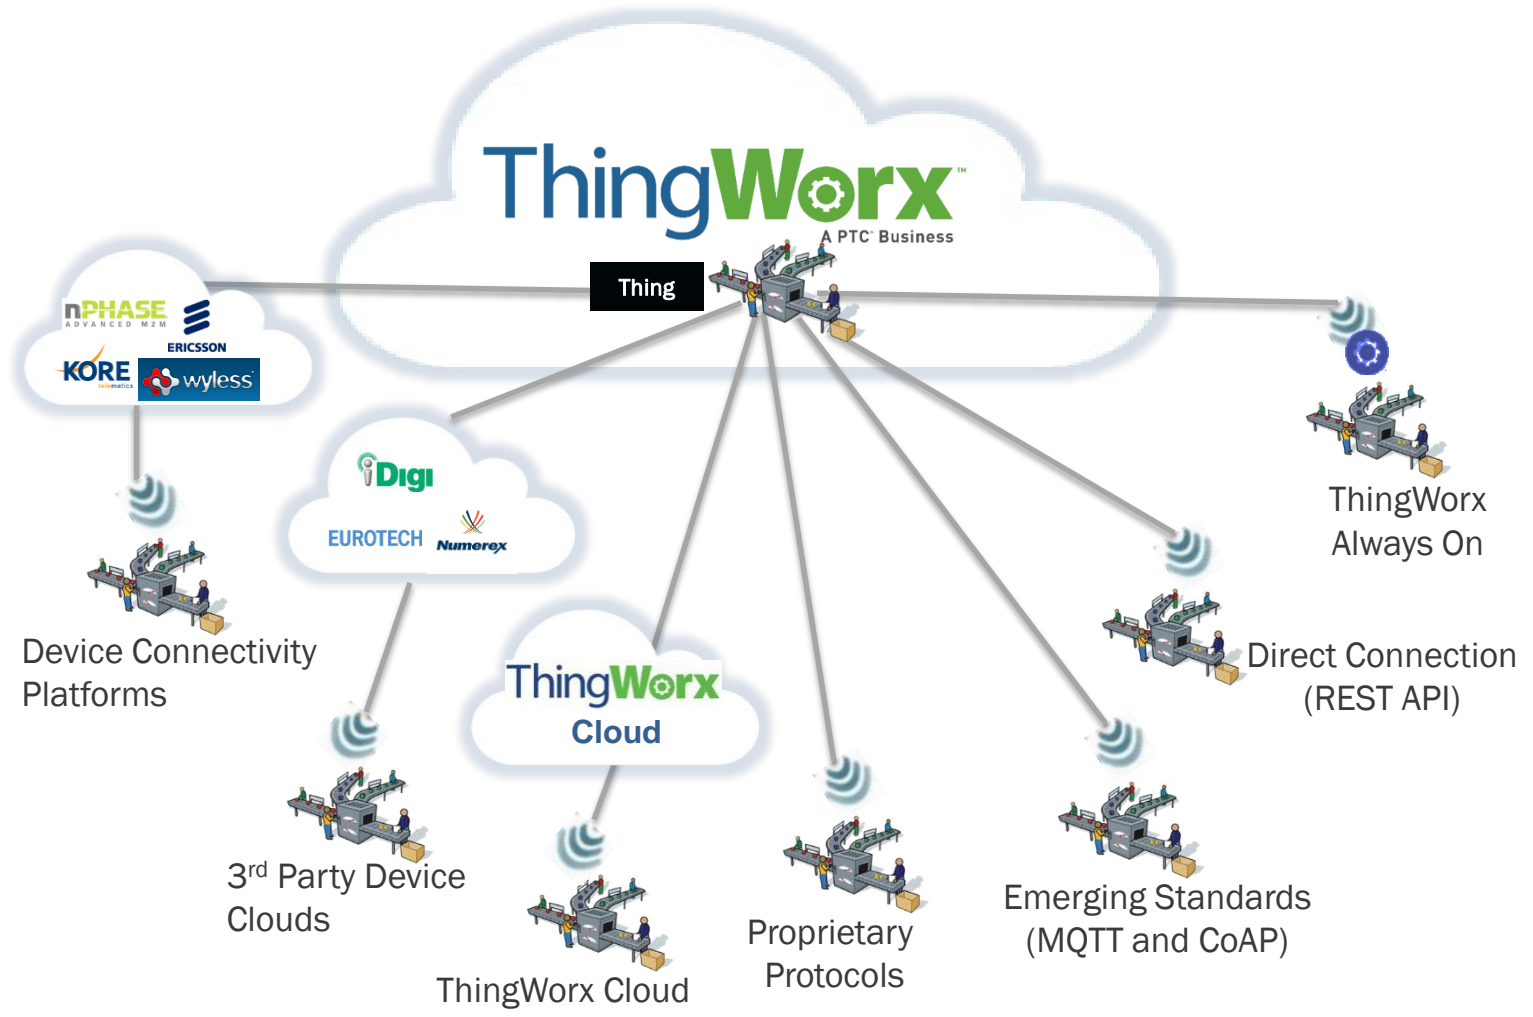 ThingWorx™
A PTC® Business
Thing
nPHASE
ADVANCED M2M
ERICSSON
KORE
telematics
wyless
iDigi
EUROTECH
Numerex
ThingWorx
Always On
Device Connectivity
Platforms
Direct Connection
(REST API)
ThingWorx
Cloud
3rd Party Device
Clouds
Emerging Standards
(MQTT and CoAP)
Proprietary
Protocols
ThingWorx Cloud